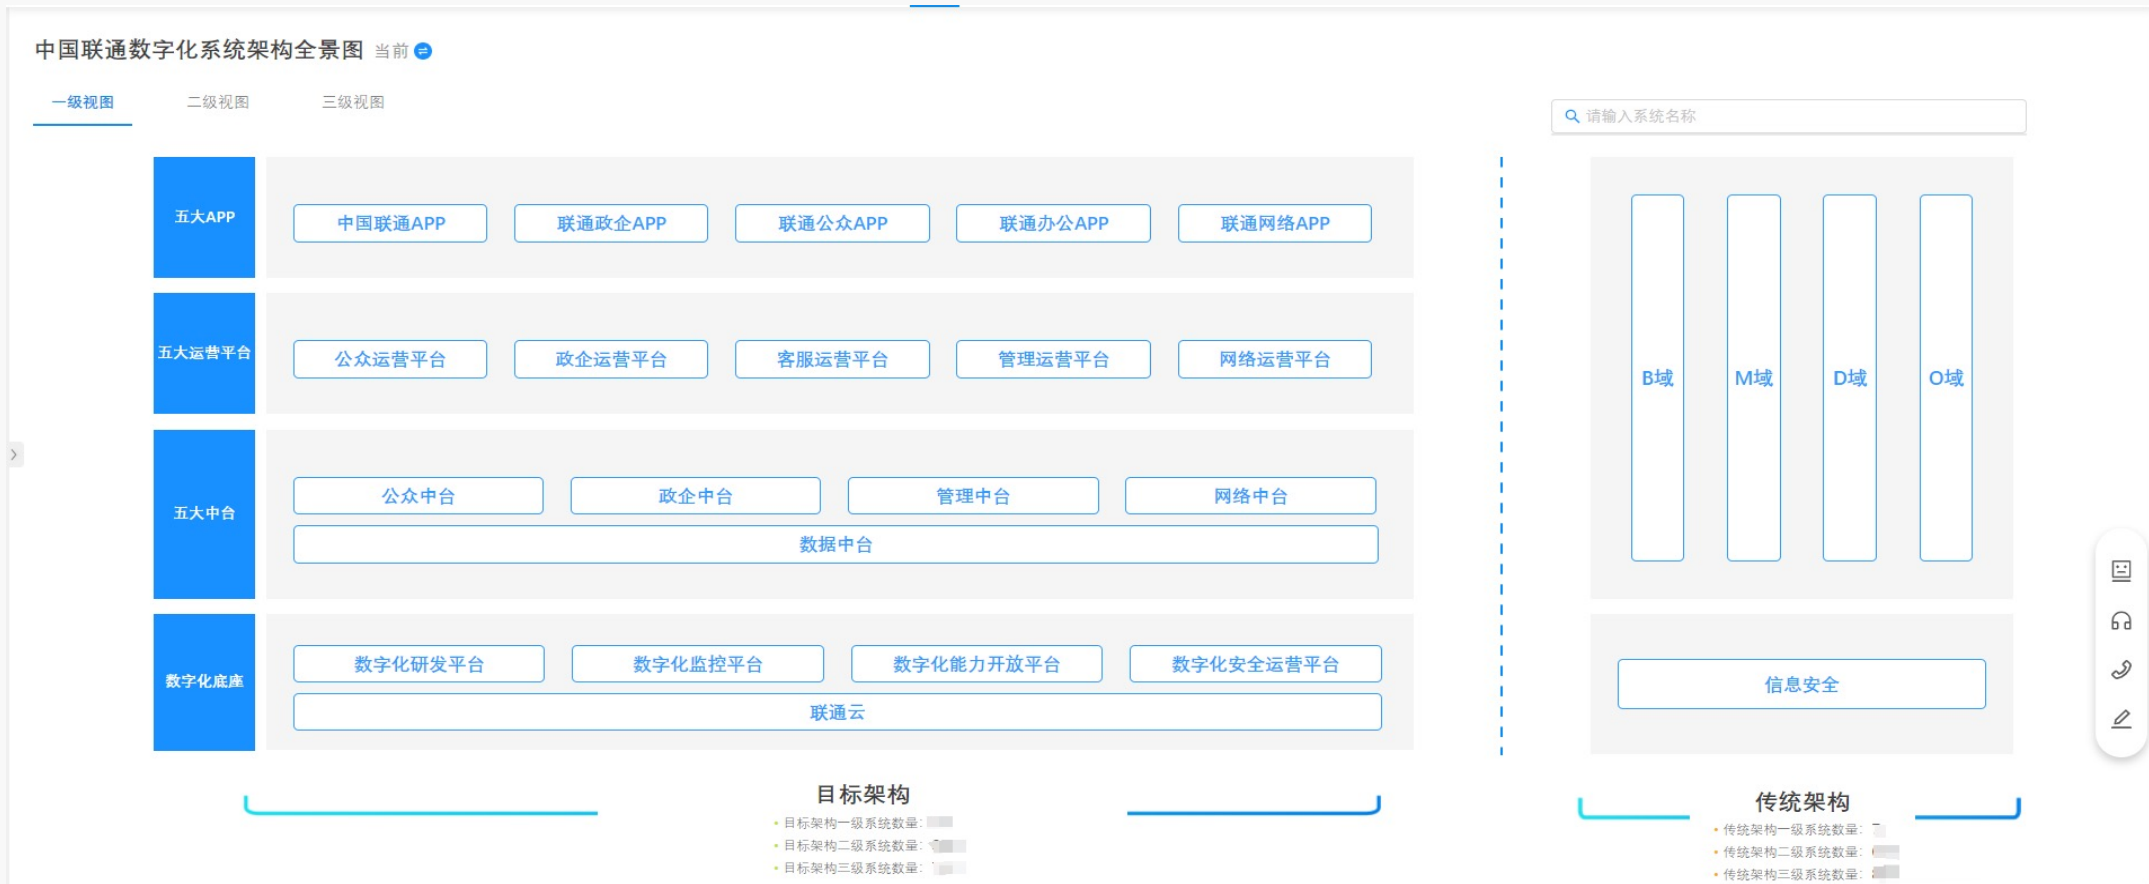 中国联通数字化系统架构全景图 当前
一级视图 二级视图 三级视图
请输入系统名称
五大APP
中国联通APP 联通政企APP 联通公众APP 联通办公APP 联通网络APP
五大运营平台
公众运营平台 政企运营平台 客服运营平台 管理运营平台 网络运营平台
五大中台
公众中台 政企中台 管理中台 网络中台
数据中台
数字化底座
数字化研发平台 数字化监控平台 数字化能力开放平台 数字化安全运营平台
联通云
B域 M域 D域 O域
信息安全
目标架构
目标架构一级系统数量:
目标架构二级系统数量:
目标架构三级系统数量:
传统架构
传统架构一级系统数量:
传统架构二级系统数量:
传统架构三级系统数量: